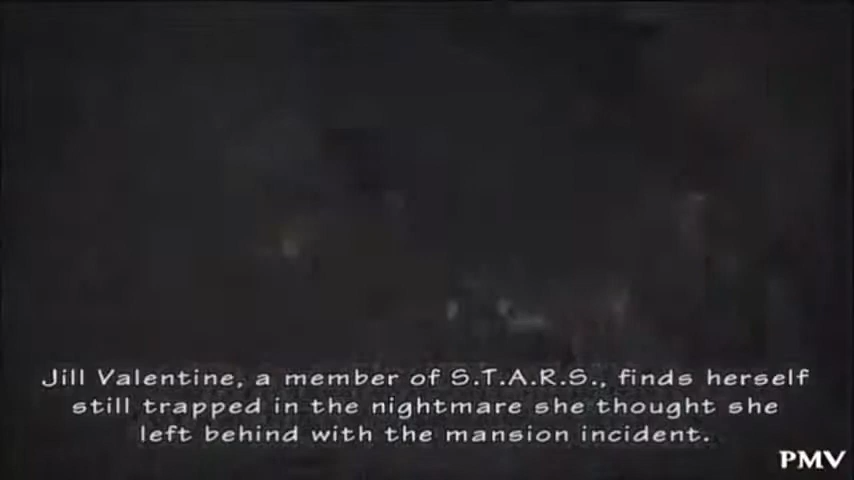 Jill Valentine, a member of S.T.A.R.S., finds herself
still trapped in the nightmare she thought she
left behind with the mansion incident.
PMV